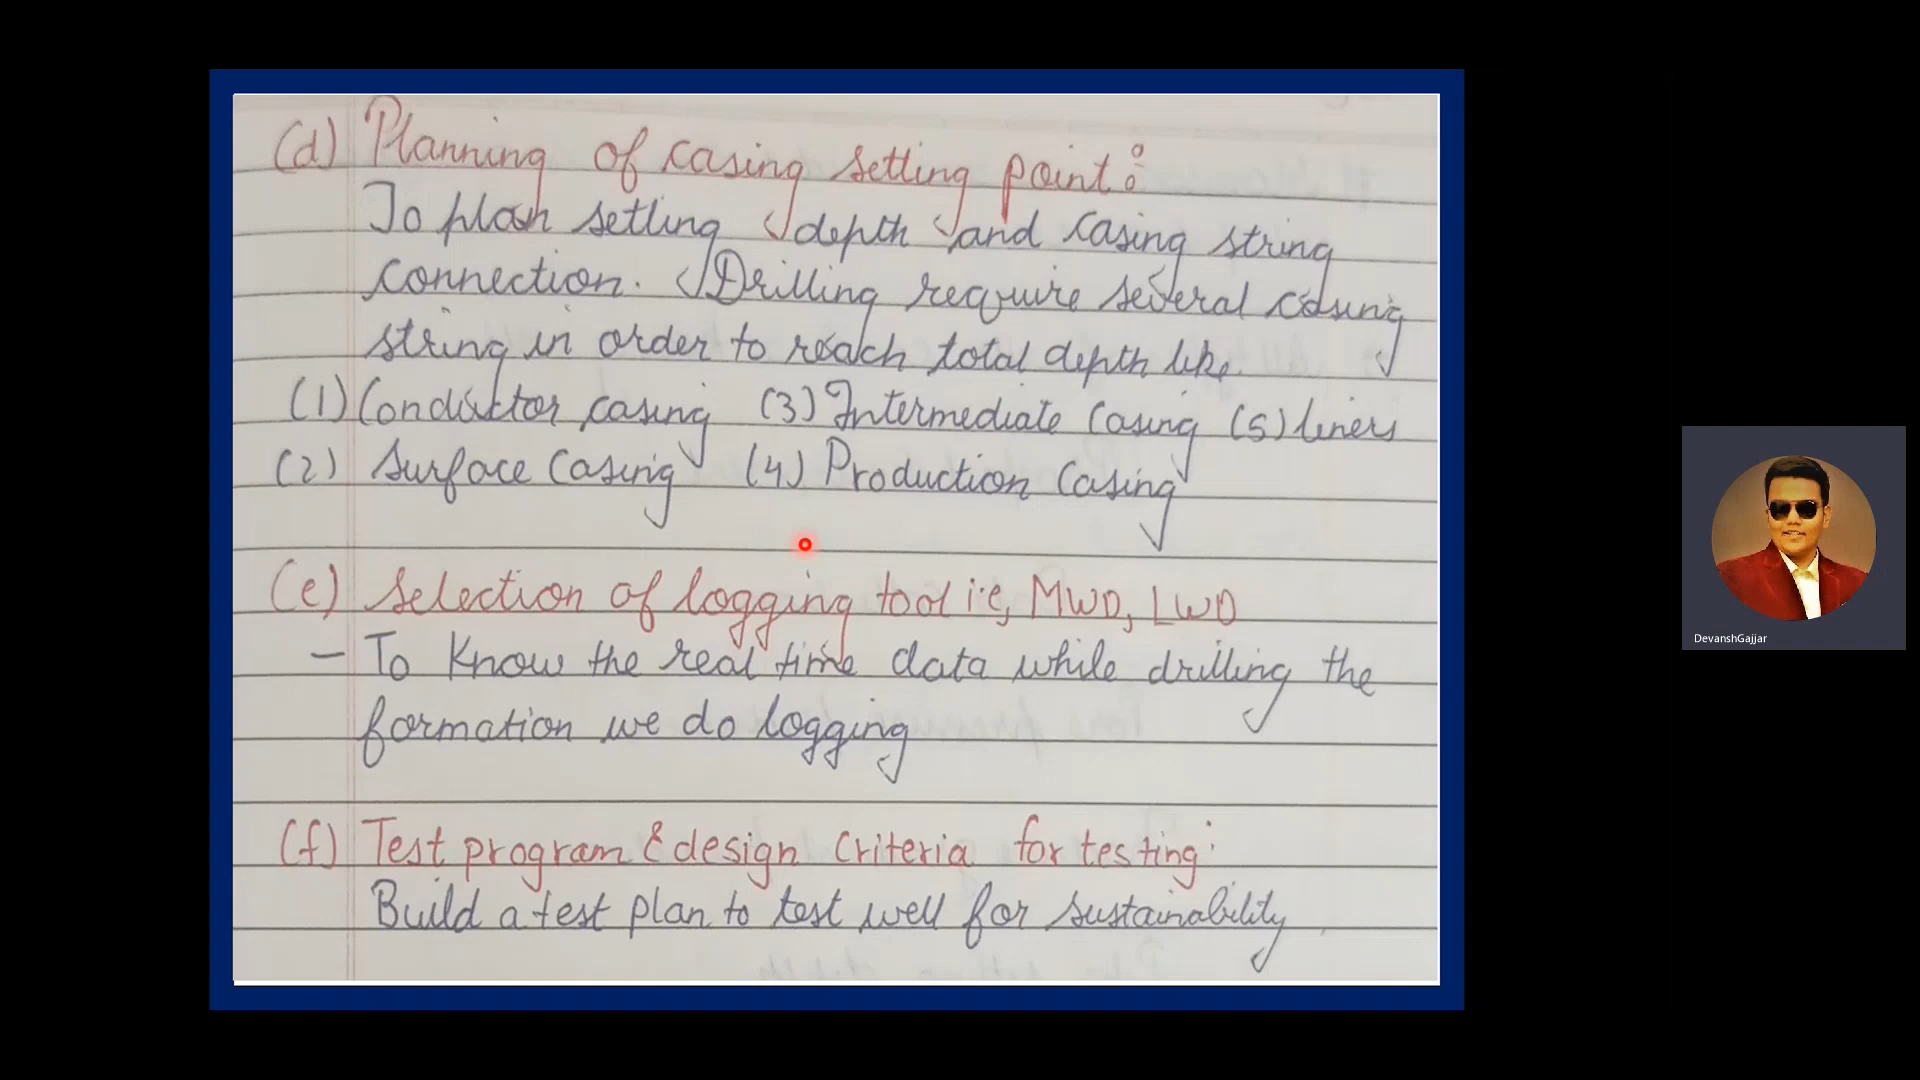 (d) Planning of casing setting point :
To plan setting depth and casing string
connection. Drilling require several casing
string in order to reach total depth like
(1) Conductor casing (3) Intermediate Casing (5) liners
(2) Surface Casing (4) Production Casing
(e) Selection of logging tool i.e, MWD, LWD
- To Know the real time data while drilling the
formation we do logging
(f) Test program & design Criteria for testing :
Build a test plan to test well for sustainability
DevanshGajjar